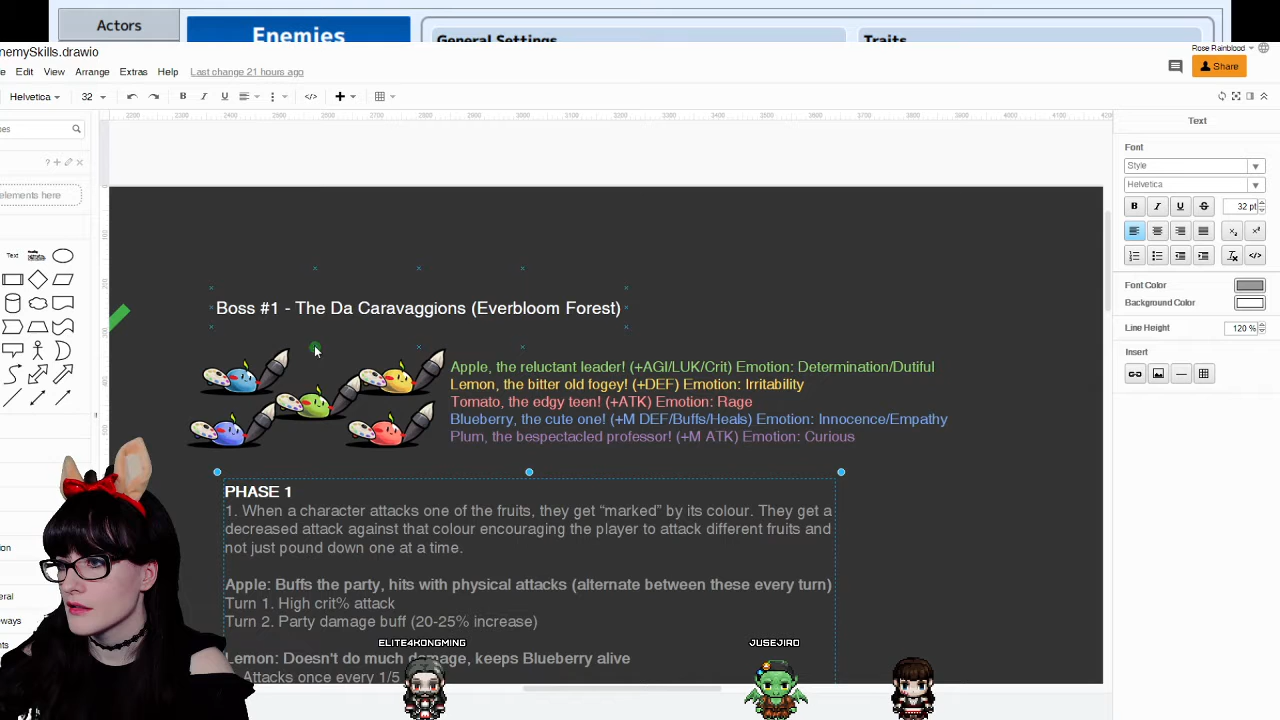 Actors
Enemies
General Settings
Traits
nemySkills.drawio
Rose Rainblood
Edit View Arrange Extras Help Last change 21 hours ago
Share
Helvetica 32 B I U
Text
Font
Style
Helvetica
B I U S 32 pt
Font Color
Background Color
Line Height 120 %
Insert
elements here
Text
Boss #1 - The Da Caravaggions (Everbloom Forest)
Apple, the reluctant leader! (+AGI/LUK/Crit) Emotion: Determination/Dutiful
Lemon, the bitter old fogey! (+DEF) Emotion: Irritability
Tomato, the edgy teen! (+ATK) Emotion: Rage
Blueberry, the cute one! (+M DEF/Buffs/Heals) Emotion: Innocence/Empathy
Plum, the bespectacled professor! (+M ATK) Emotion: Curious
PHASE 1
1. When a character attacks one of the fruits, they get “marked” by its colour. They get a
decreased attack against that colour encouraging the player to attack different fruits and
not just pound down one at a time.
Apple: Buffs the party, hits with physical attacks (alternate between these every turn)
Turn 1. High crit% attack
Turn 2. Party damage buff (20-25% increase)
Lemon: Doesn't do much damage, keeps Blueberry alive
Attacks once every 1/5
ELITE4KONGMING
JUSEJIRO